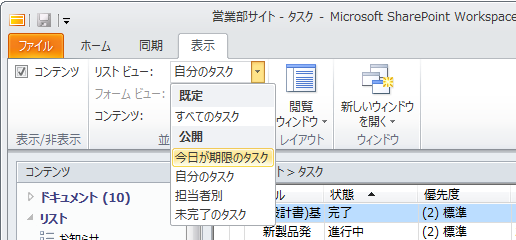 営業部サイト - タスク - Microsoft SharePoint Workspac
ファイル ホーム 同期 表示
コンテンツ
リスト ビュー: 自分のタスク
フォーム ビュー:
コンテンツ:
表示/非表示
並
既定
すべてのタスク
公開
今日が期限のタスク
自分のタスク
担当者別
未完了のタスク
閲覧
ウィンドウ
レイアウト
新しいウィンドウ
を開く
ウィンドウ
コンテンツ
ドキュメント (10)
リスト
お知らせ
ト > タスク
ル 状態 優先度
設計書)基 完了 (2) 標準
新製品発 進行中 (2) 標準